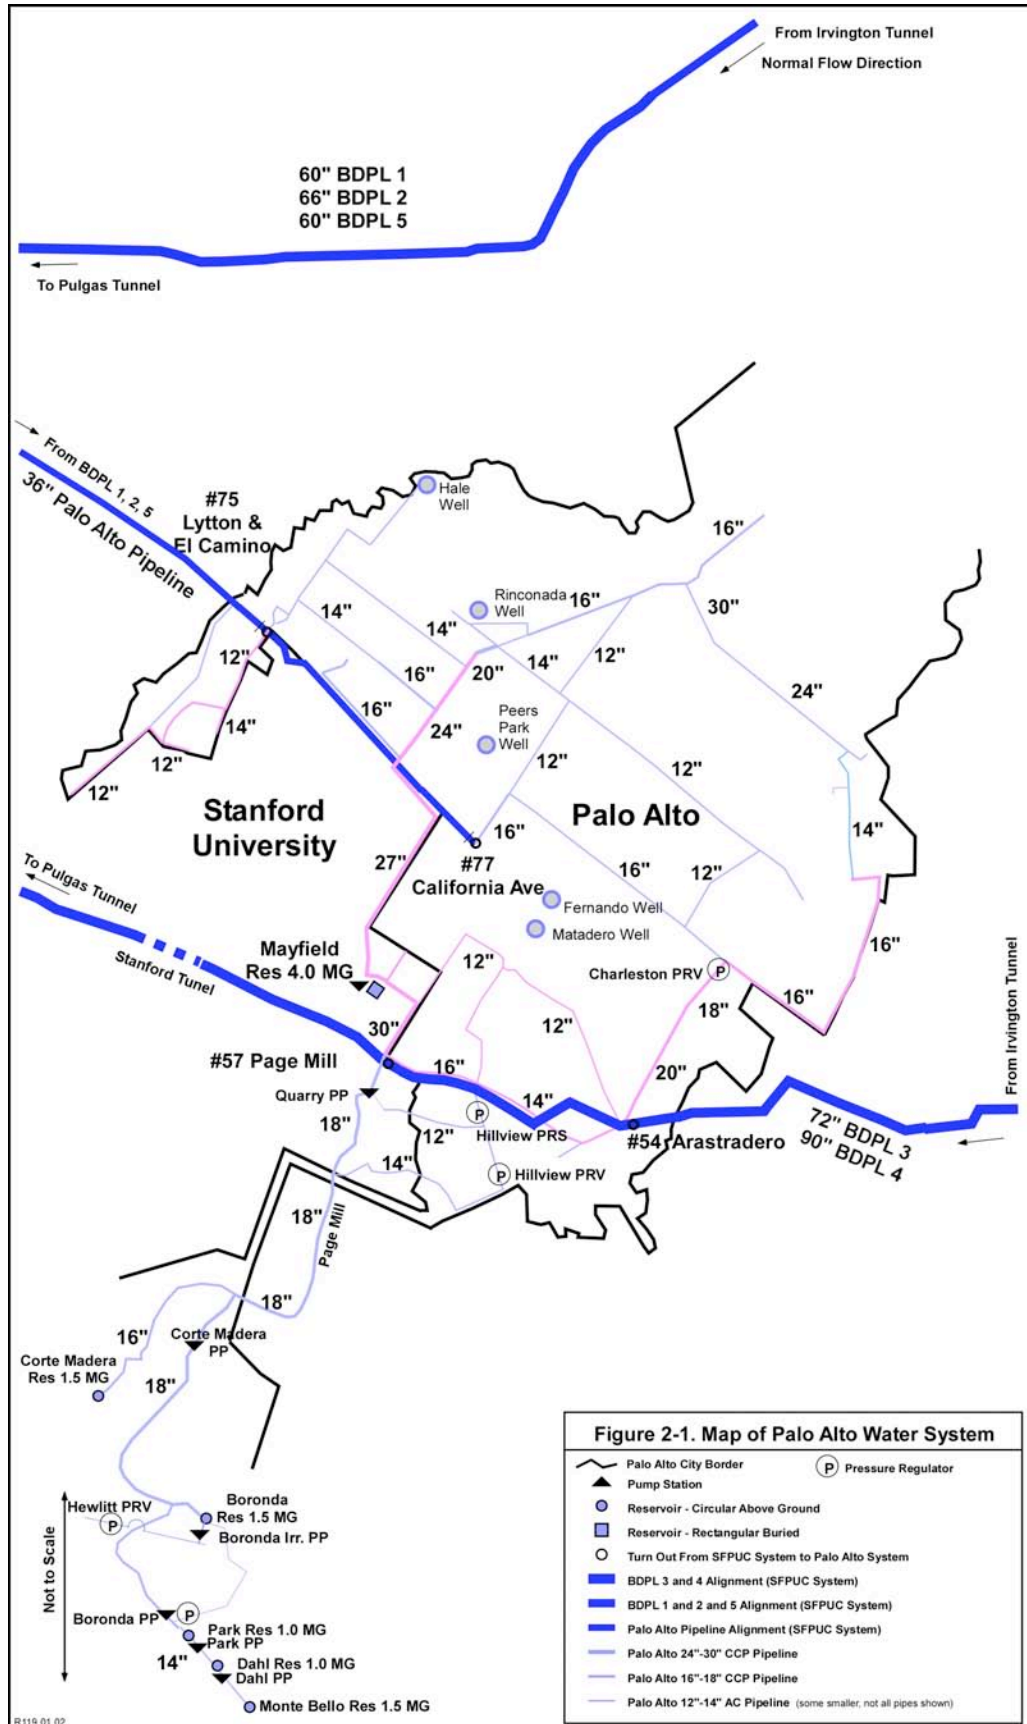 From Irvington Tunnel
Normal Flow Direction
60" BDPL 1
66" BDPL 2
60" BDPL 5
To Pulgas Tunnel
From BDPL 1, 2, 5
36" Palo Alto Pipeline
#75
Lytton &
El Camino
Hale
Well
16"
Rinconada
Well
16"
30"
14"
14"
12"
14"
12"
20"
16"
24"
24"
16"
14"
Peers
Park
Well
12"
12"
12"
12"
Stanford
University
Palo Alto
16"
14"
#77
California Ave
27"
16"
12"
To Pulgas Tunnel
Stanford Tunel
Fernando Well
Matadero Well
Mayfield
Res 4.0 MG
12"
Charleston PRV
P
16"
16"
18"
12"
30"
From Irvington Tunnel
#57 Page Mill
16"
20"
Quarry PP
14"
P
Hillview PRS
#54 Arastradero
72" BDPL 3
90" BDPL 4
18"
12"
14"
P
Hillview PRV
18"
Page Mill
18"
16"
Corte Madera
PP
Corte Madera
Res 1.5 MG
18"
Figure 2-1. Map of Palo Alto Water System
Palo Alto City Border
P
Pressure Regulator
Pump Station
Reservoir - Circular Above Ground
Reservoir - Rectangular Buried
Turn Out From SFPUC System to Palo Alto System
BDPL 3 and 4 Alignment (SFPUC System)
BDPL 1 and 2 and 5 Alignment (SFPUC System)
Palo Alto Pipeline Alignment (SFPUC System)
Palo Alto 24"-30" CCP Pipeline
Palo Alto 16"-18" CCP Pipeline
Palo Alto 12"-14" AC Pipeline (some smaller, not all pipes shown)
Not to Scale
Hewlitt PRV
P
Boronda
Res 1.5 MG
Boronda Irr. PP
Boronda PP
P
Park Res 1.0 MG
Park PP
14"
Dahl Res 1.0 MG
Dahl PP
Monte Bello Res 1.5 MG
R119.01.02